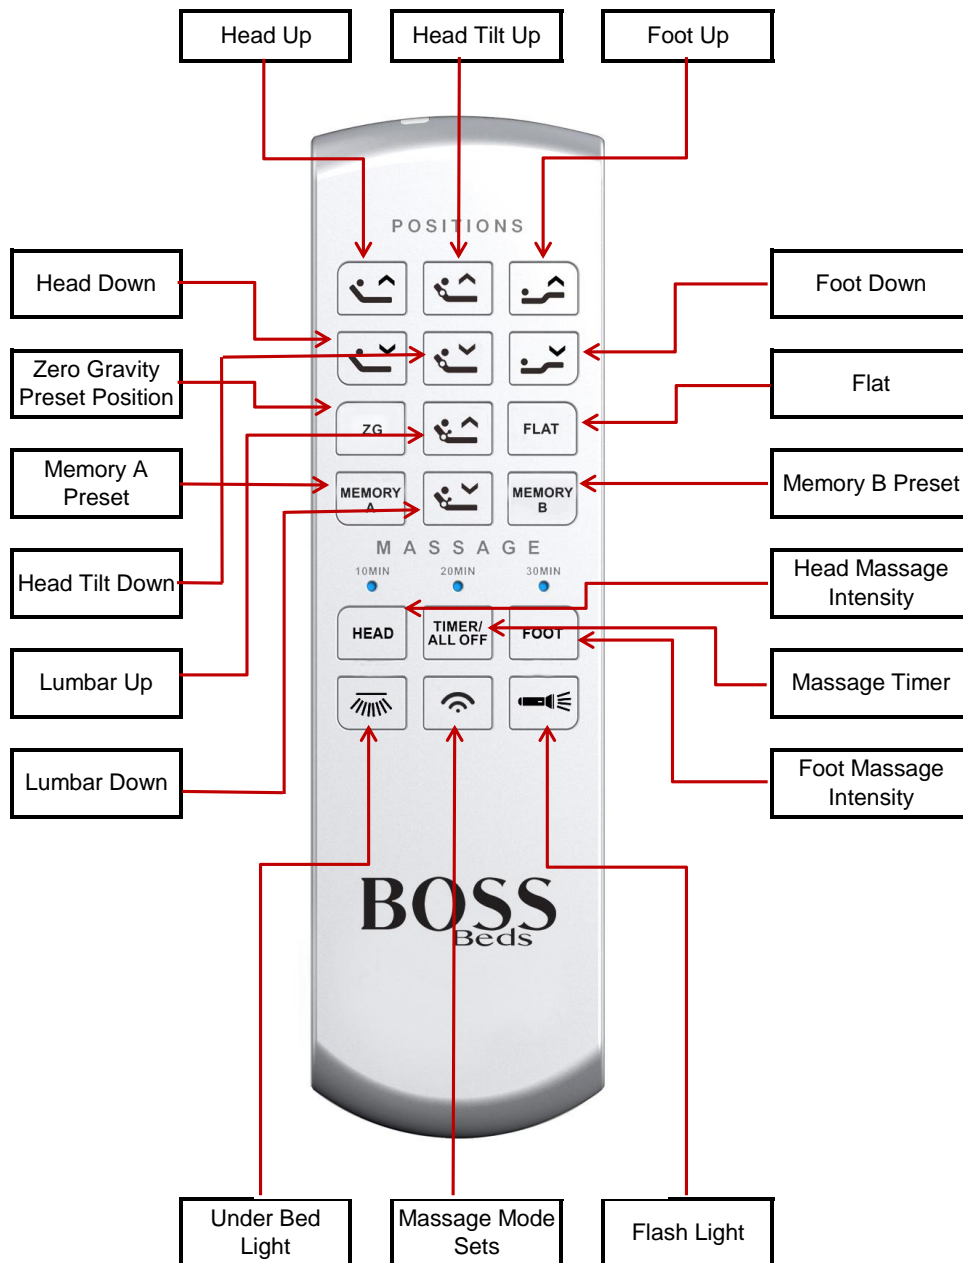 Head Up
Head Tilt Up
Foot Up
POSITIONS
Head Down
Foot Down
Zero Gravity
Preset Position
Flat
ZG
FLAT
Memory A
Preset
Memory B Preset
MEMORY
A
MEMORY
B
MASSAGE
10MIN
20MIN
30MIN
Head Tilt Down
Head Massage
Intensity
HEAD
TIMER/
ALL OFF
FOOT
Lumbar Up
Massage Timer
Lumbar Down
Foot Massage
Intensity
BOSS
Beds
Under Bed
Light
Massage Mode
Sets
Flash Light